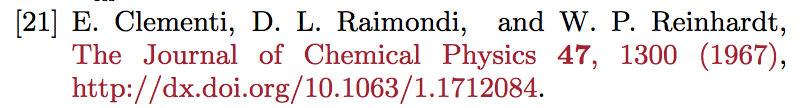 [21] E. Clementi, D. L. Raimondi, and W. P. Reinhardt,
The Journal of Chemical Physics 47, 1300 (1967),
http://dx.doi.org/10.1063/1.1712084.